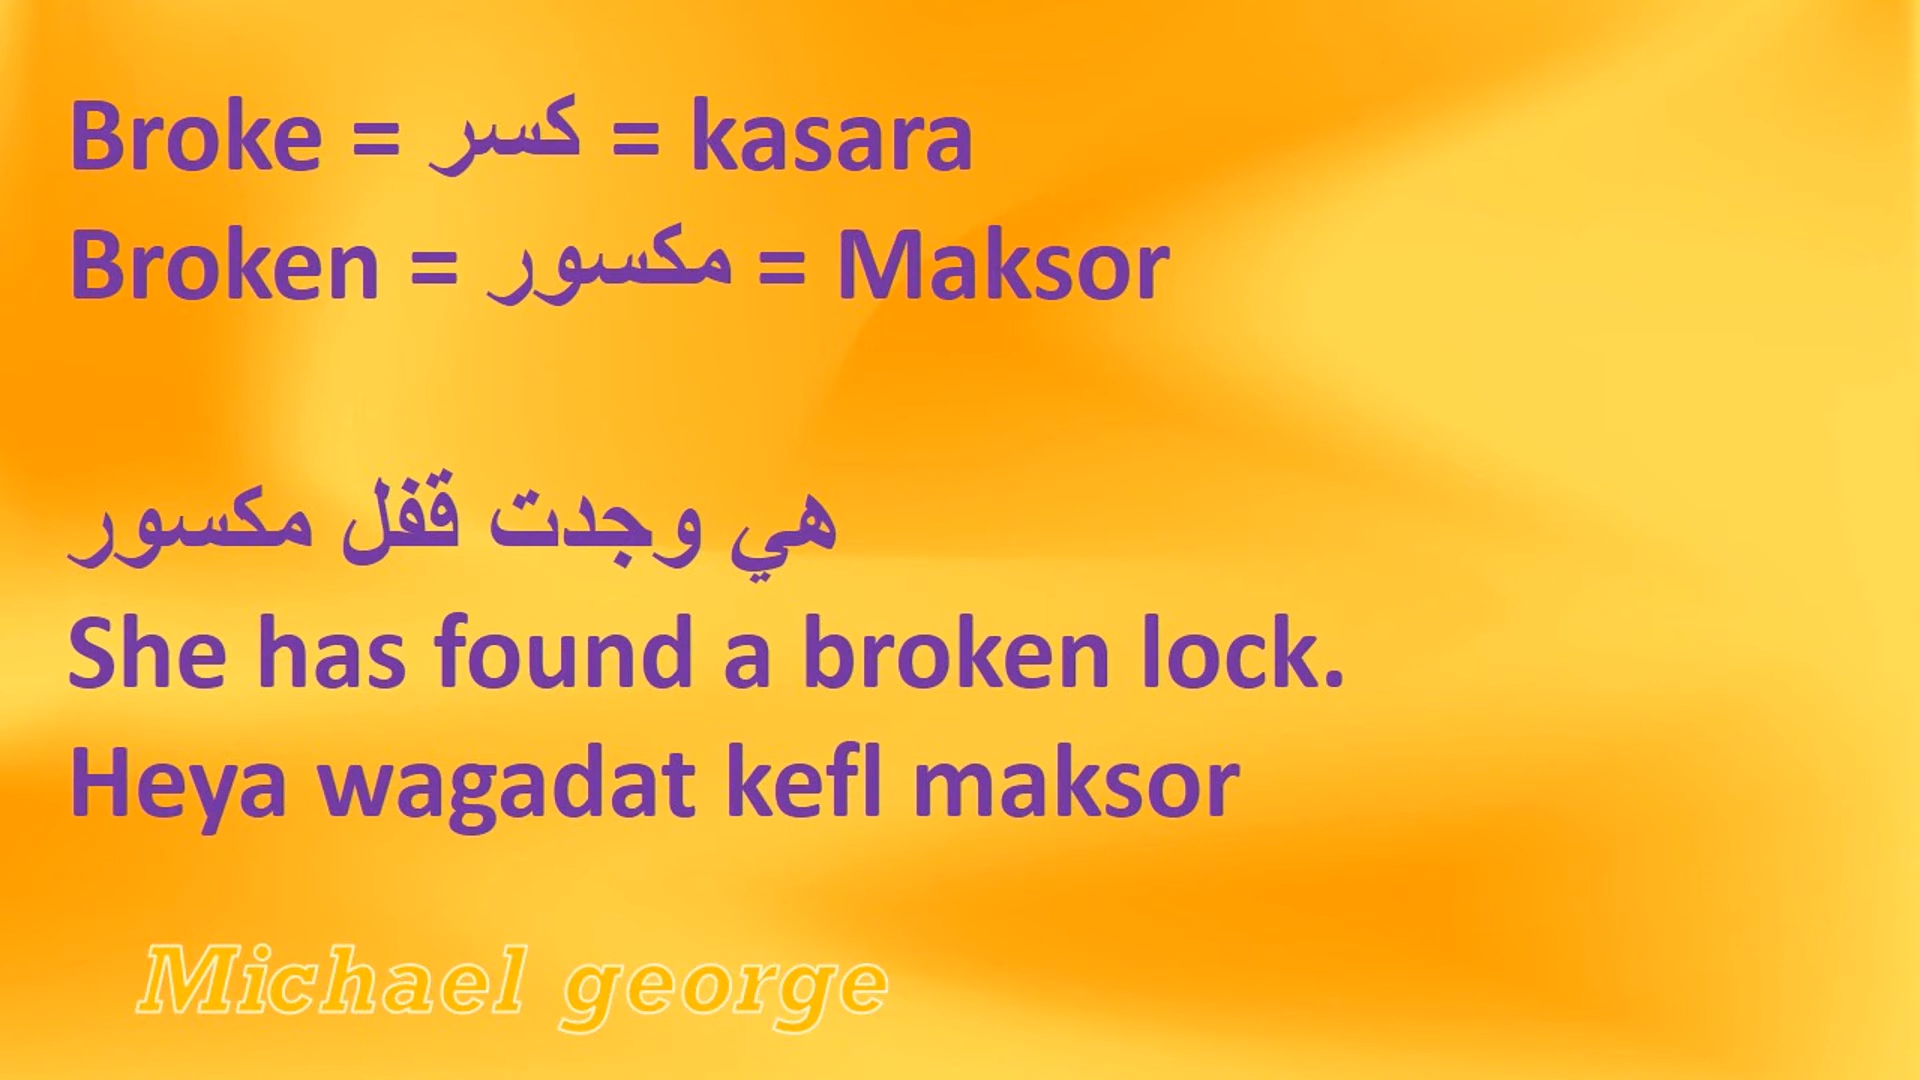 Broke = كسر = kasara
Broken = مكسور = Maksor
هي وجدت قفل مكسور
She has found a broken lock.
Heya wagadat kefl maksor
Michael george